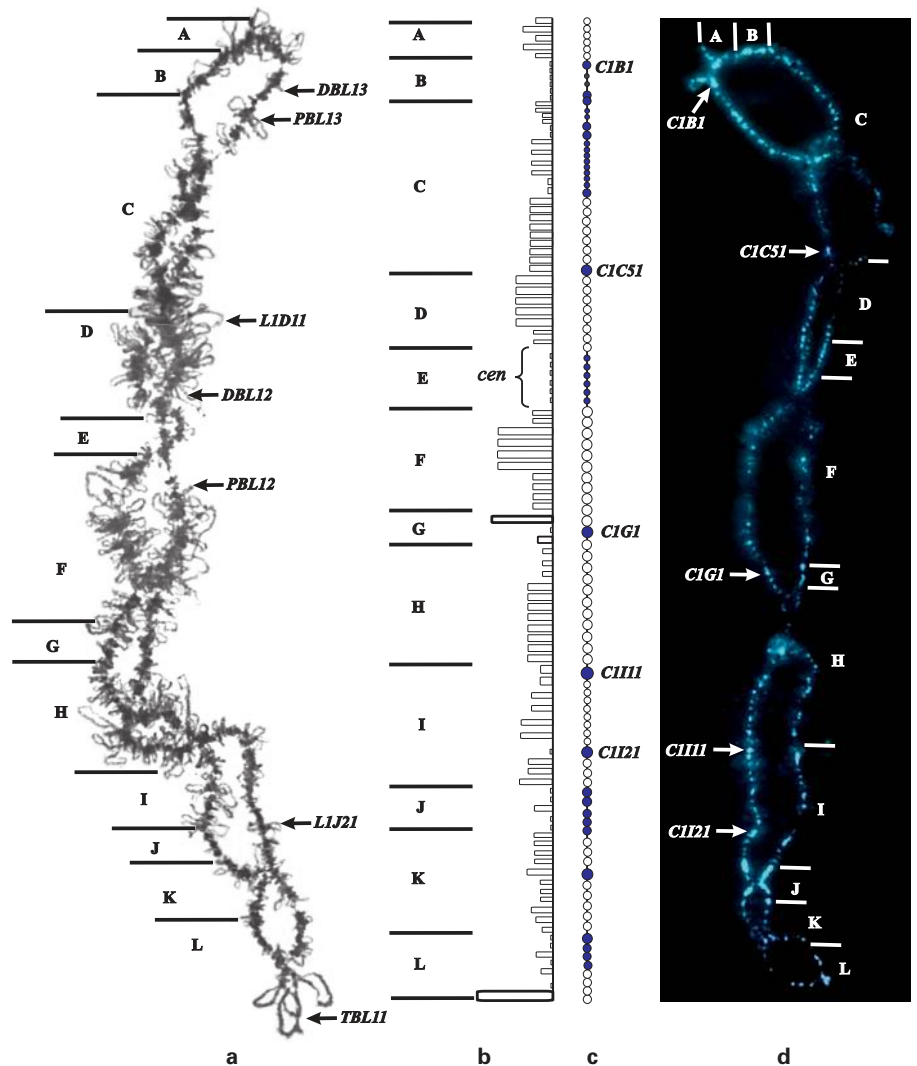 A
B
DBL13
PBL13
C
L1D11
D
DBL12
E
PBL12
F
G
H
I
L1J21
J
K
L
TBL11
a
A
B
C
D
E
cen
F
G
H
I
J
K
L
b
C1B1
C1C51
C1G1
C1I11
C1I21
c
A B
C1B1
C
C1C51
D
E
F
C1G1
G
H
C1I11
I
C1I21
J
K
L
d